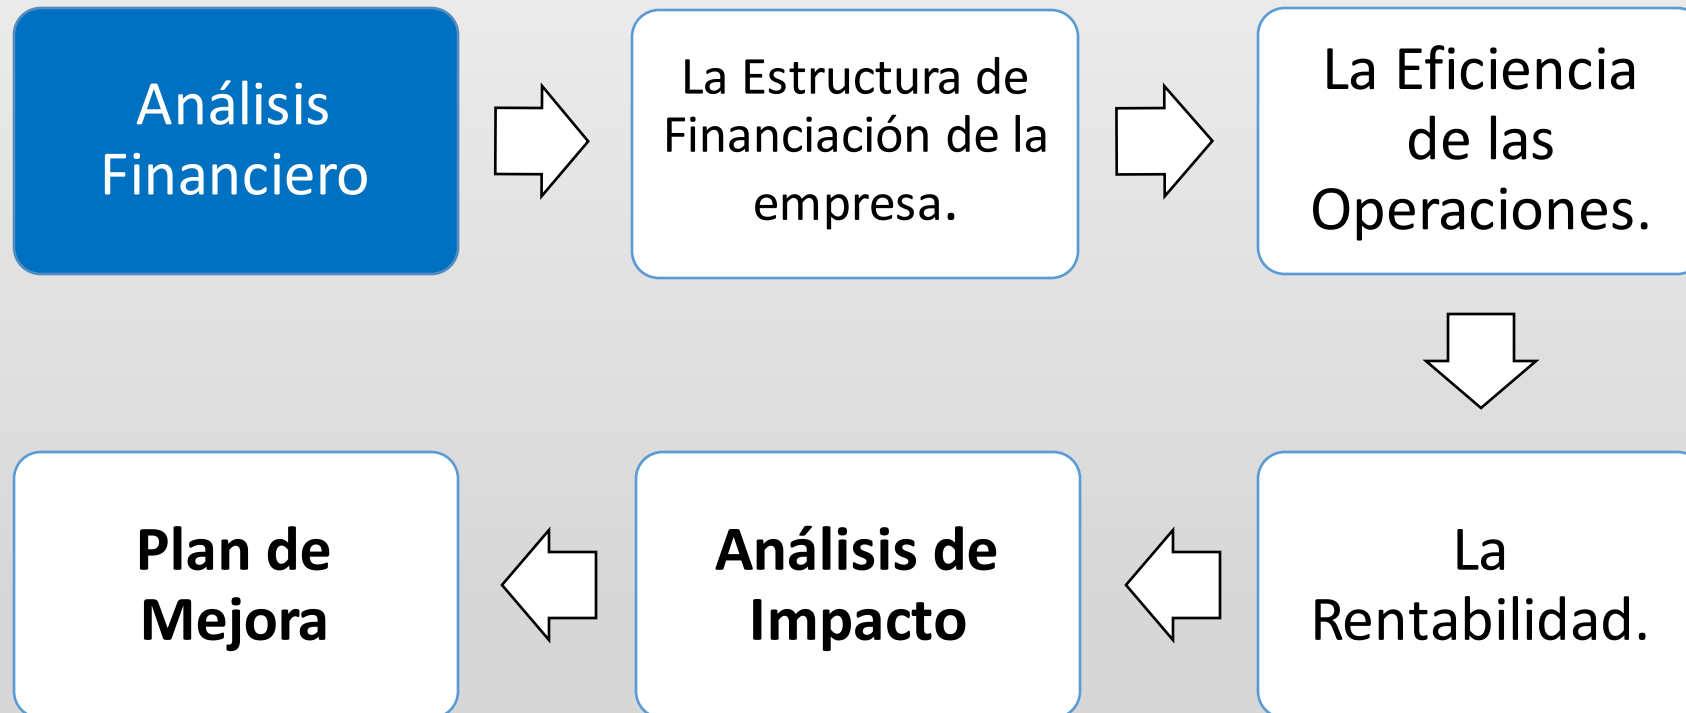 Análisis
Financiero
La Estructura de
Financiación de la
empresa.
La Eficiencia
de las
Operaciones.
La
Rentabilidad.
Análisis de
Impacto
Plan de
Mejora